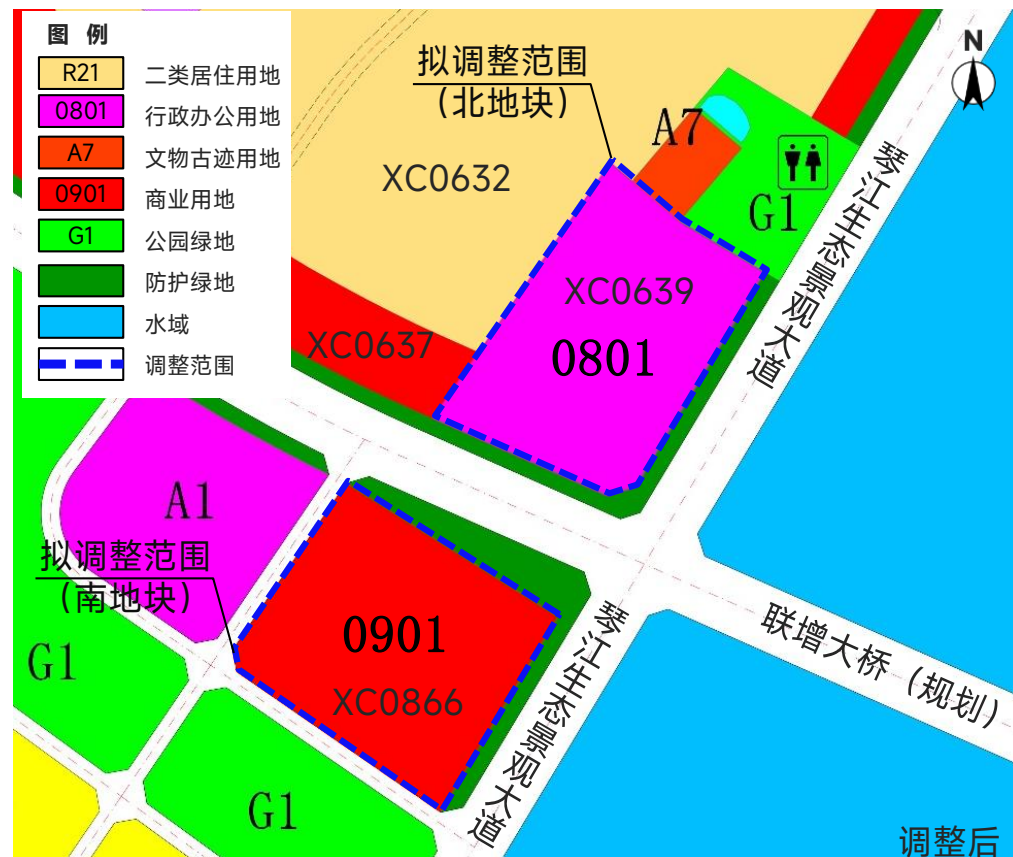 图 例
R21 二类居住用地
0801 行政办公用地
A7 文物古迹用地
0901 商业用地
G1 公园绿地
防护绿地
水域
调整范围
N
拟调整范围
(北地块)
A7
XC0632
G1
琴江生态景观大道
XC0639
0801
XC0637
A1
拟调整范围
(南地块)
0901
XC0866
G1
G1
琴江生态景观大道
联增大桥（规划）
调整后